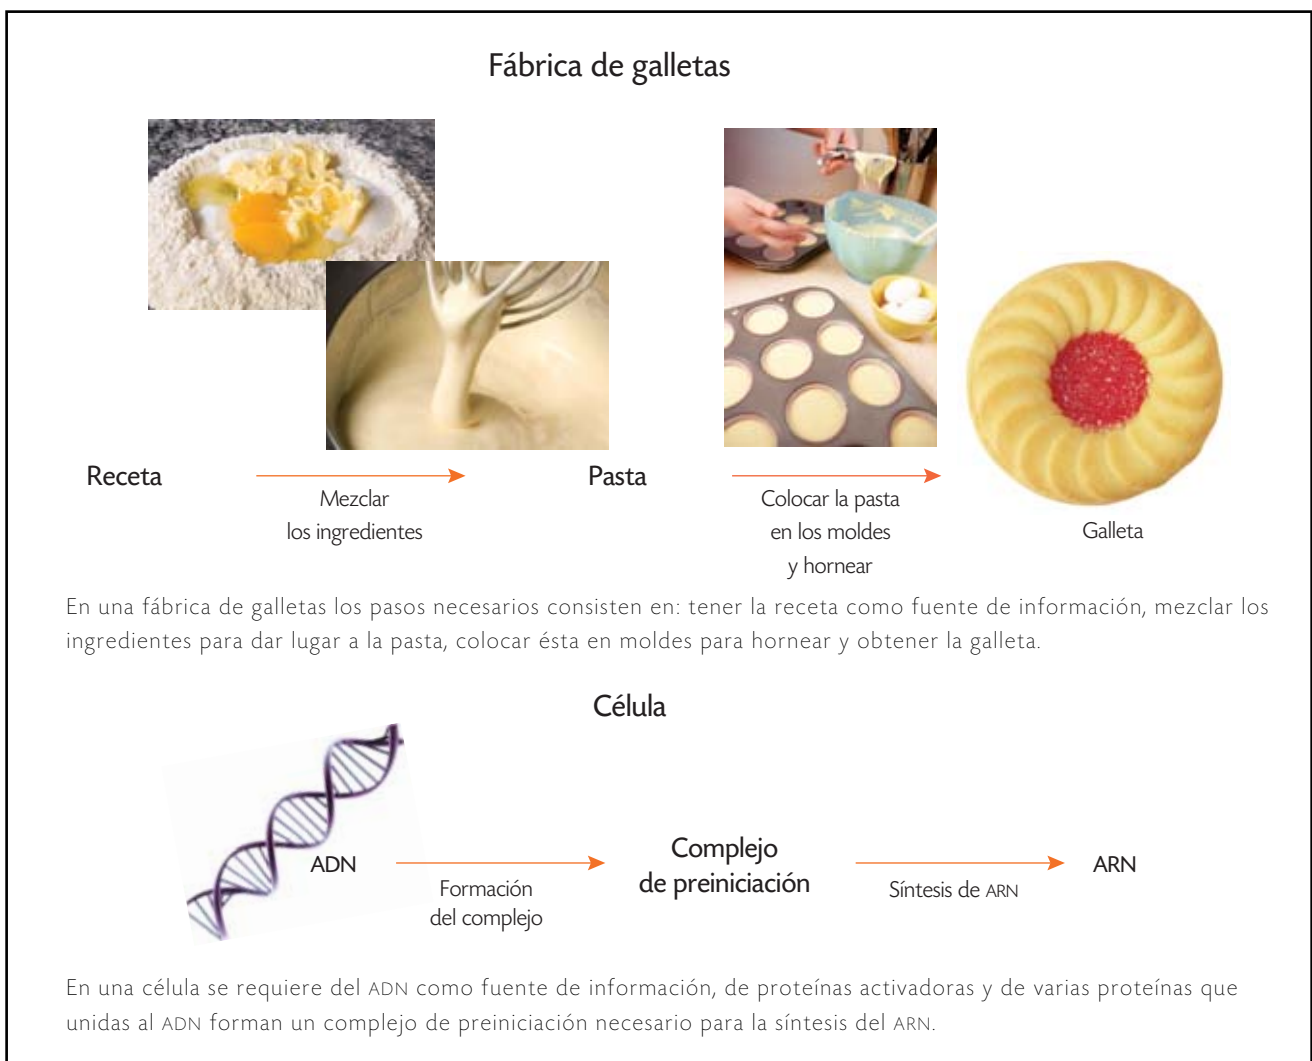 Fábrica de galletas
Receta
Mezclar
los ingredientes
Pasta
Colocar la pasta
en los moldes
y hornear
Galleta
En una fábrica de galletas los pasos necesarios consisten en: tener la receta como fuente de información, mezclar los
ingredientes para dar lugar a la pasta, colocar ésta en moldes para hornear y obtener la galleta.
Célula
ADN
Formación
del complejo
Complejo
de preiniciación
Síntesis de ARN
ARN
En una célula se requiere del ADN como fuente de información, de proteínas activadoras y de varias proteínas que
unidas al ADN forman un complejo de preiniciación necesario para la síntesis del ARN.